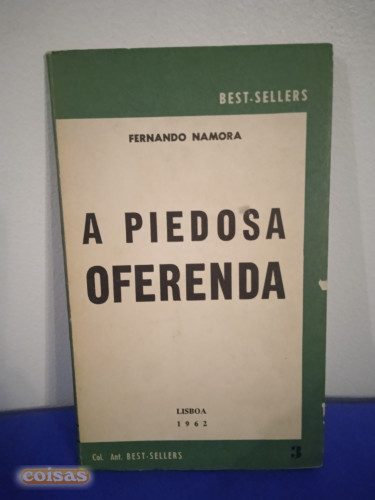 BEST-SELLERS
FERNANDO NAMORA
A PIEDOSA
OFERENDA
LISBOA
1962
Col. Ant. BEST-SELLERS 3
coisas